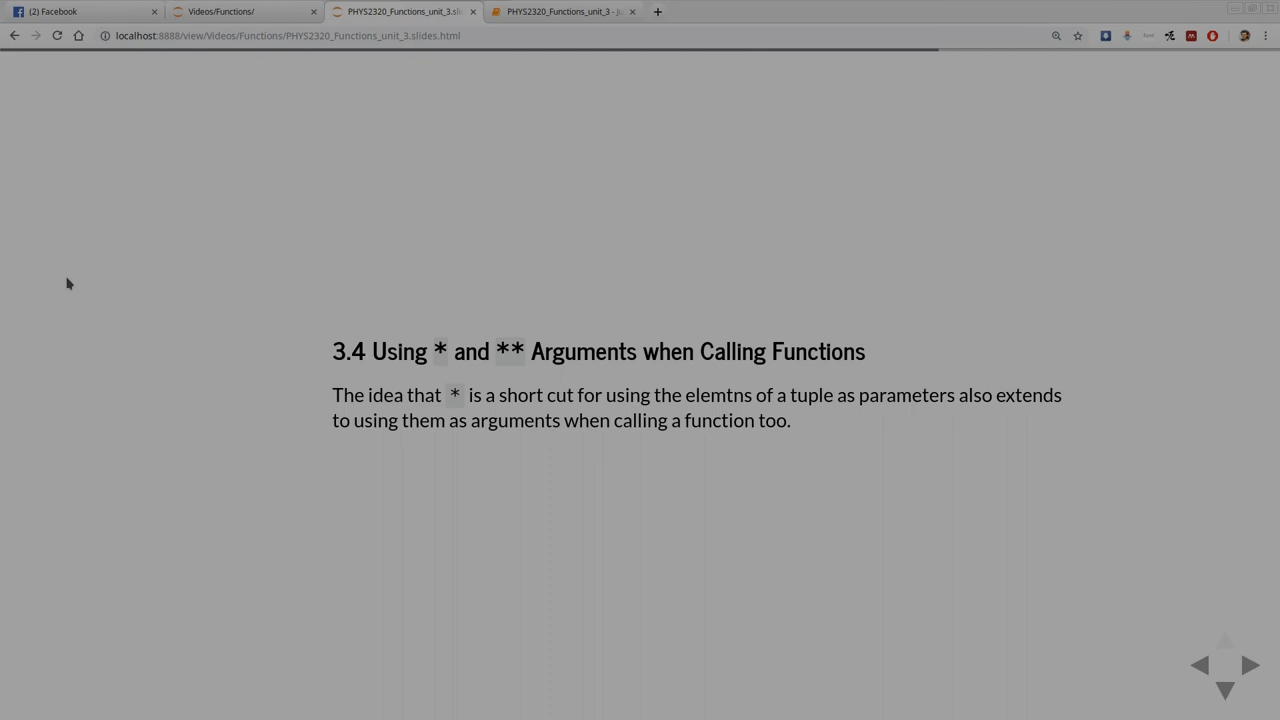 (2) Facebook
Videos/Functions/
PHYS2320_Functions_unit_3.sli
PHYS2320_Functions_unit_3 - Ju
localhost:8888/view/Videos/Functions/PHYS2320_Functions_unit_3.slides.html
3.4 Using * and ** Arguments when Calling Functions
The idea that * is a short cut for using the elemtns of a tuple as parameters also extends
to using them as arguments when calling a function too.